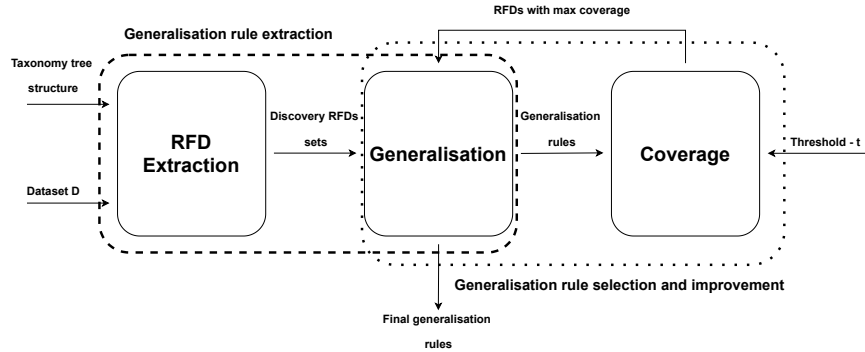 RFDs with max coverage
Generalisation rule extraction
Taxonomy tree
structure
Discovery RFDs
sets
Generalisation
rules
RFD
Extraction
Generalisation
Coverage
Threshold - t
Dataset D
Generalisation rule selection and improvement
Final generalisation
rules